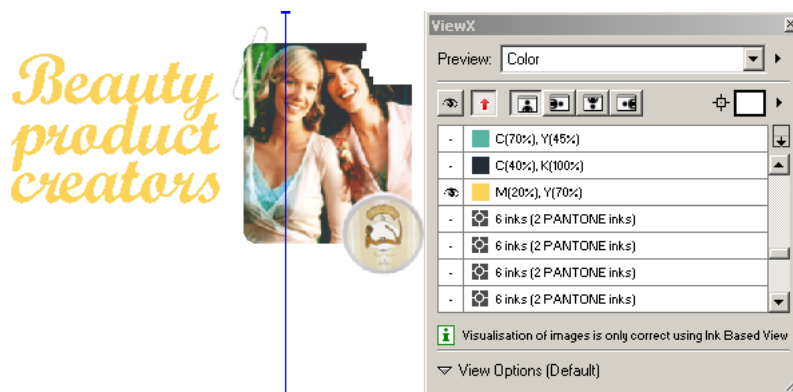 Beauty
product
creators
ViewX
Preview: Color
C(70%), Y(45%)
C(40%), K(100%)
M(20%), Y(70%)
6 inks (2 PANTONE inks)
6 inks (2 PANTONE inks)
6 inks (2 PANTONE inks)
6 inks (2 PANTONE inks)
Visualisation of images is only correct using Ink Based View
View Options (Default)